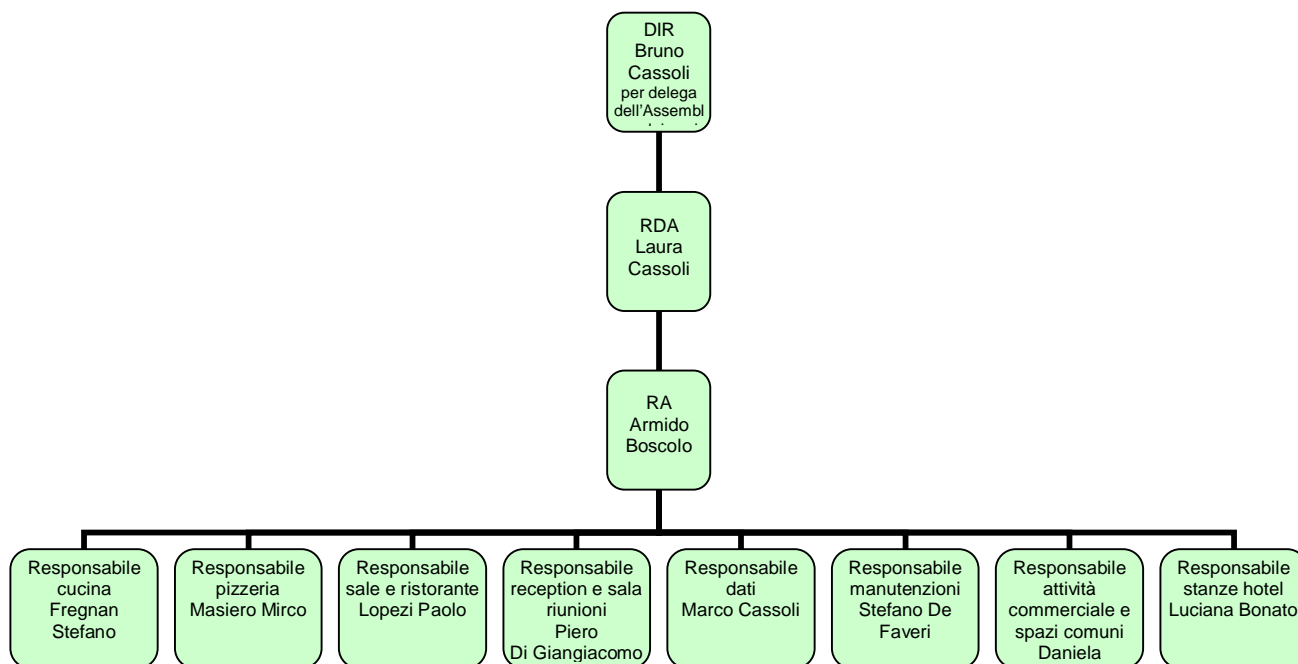 DIR
Bruno
Cassoli
per delega
dell'Assembl
RDA
Laura
Cassoli
RA
Armido
Boscolo
Responsabile
cucina
Fregnan
Stefano
Responsabile
pizzeria
Masiero Mirco
Responsabile
sale e ristorante
Lopezi Paolo
Responsabile
reception e sala
riunioni
Piero
Di Giangiacomo
Responsabile
dati
Marco Cassoli
Responsabile
manutenzioni
Stefano De
Faveri
Responsabile
attività
commerciale e
spazi comuni
Daniela
Responsabile
stanze hotel
Luciana Bonato